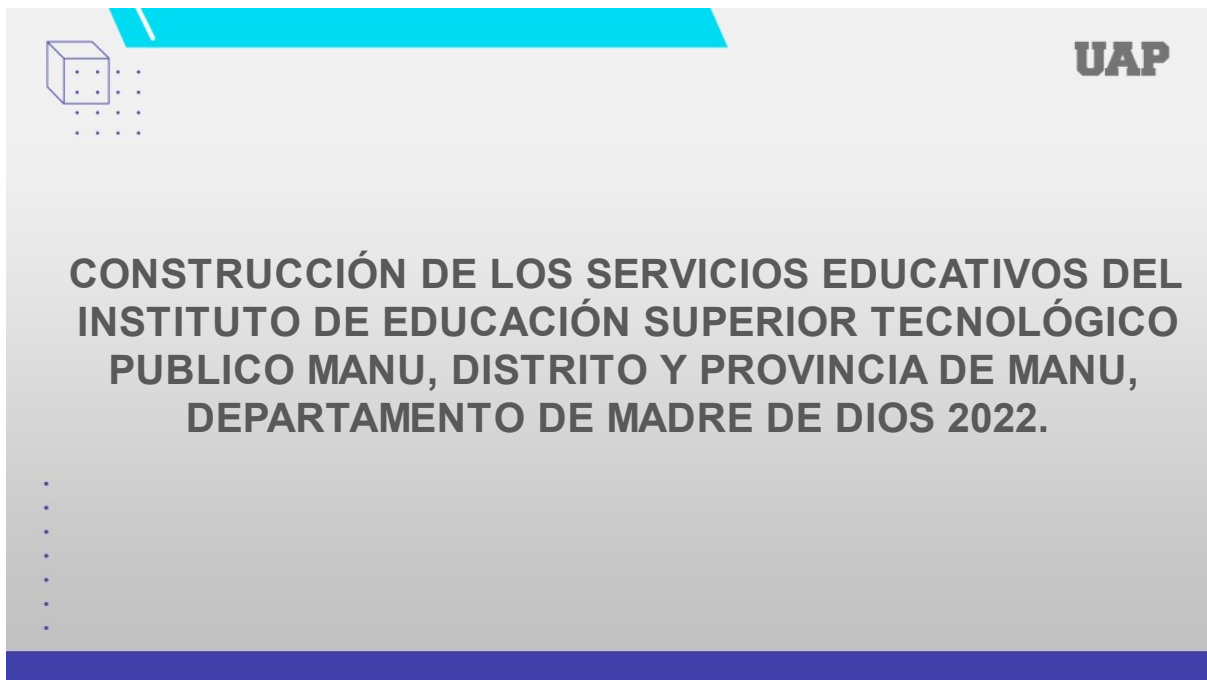 UAP
CONSTRUCCIÓN DE LOS SERVICIOS EDUCATIVOS DEL
INSTITUTO DE EDUCACIÓN SUPERIOR TECNOLÓGICO
PUBLICO MANU, DISTRITO Y PROVINCIA DE MANU,
DEPARTAMENTO DE MADRE DE DIOS 2022.